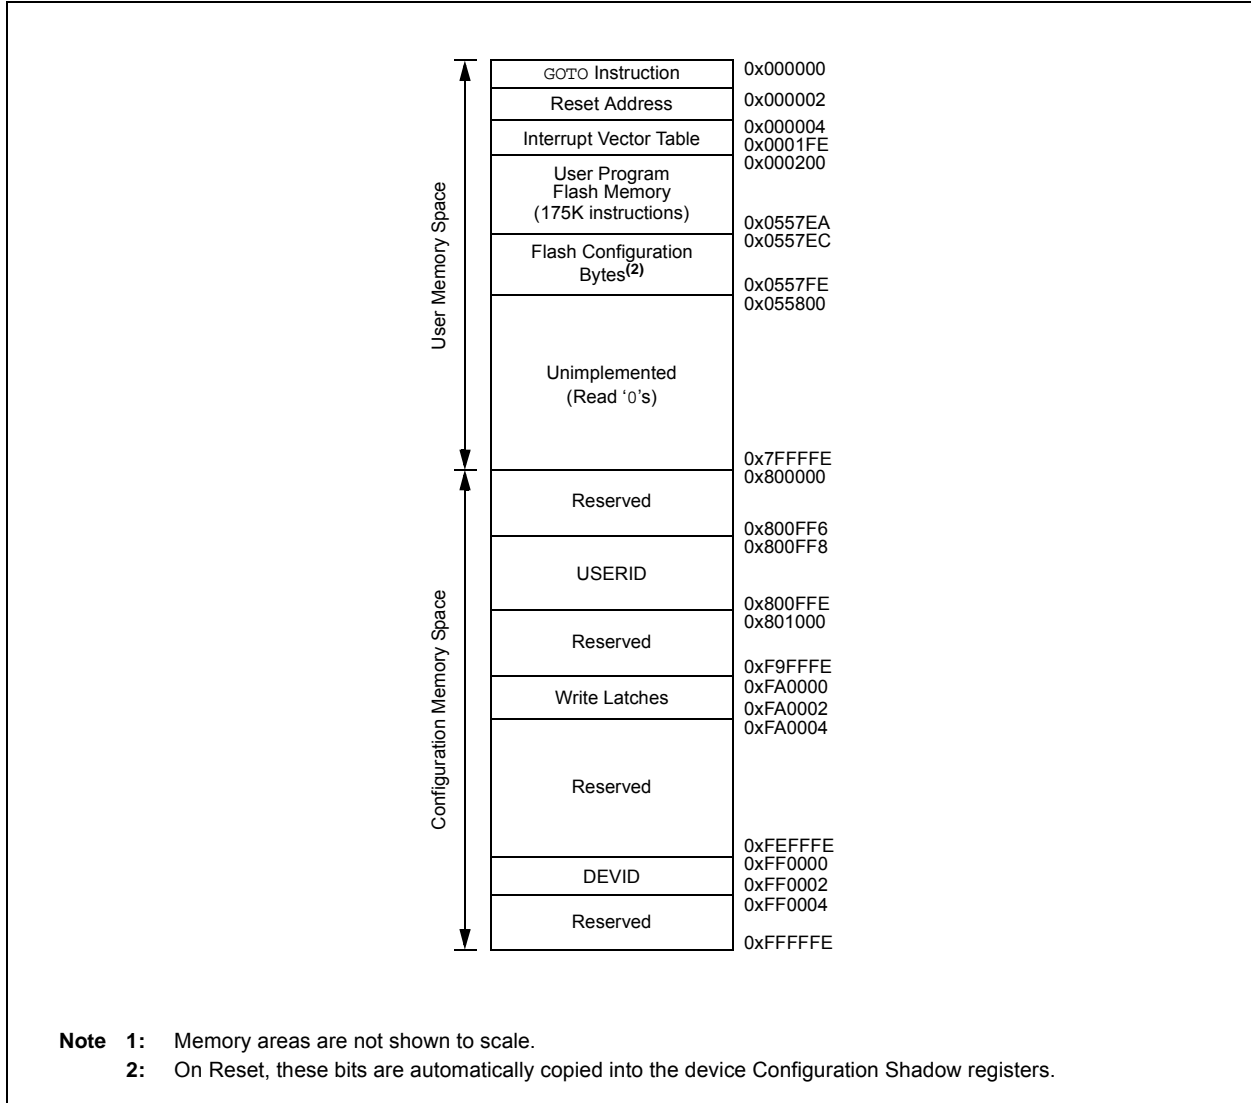 GOTO Instruction 0x000000
Reset Address 0x000002
0x000004
Interrupt Vector Table
0x0001FE
0x000200
User Program
Flash Memory
(175K instructions)
0x0557EA
0x0557EC
Flash Configuration
Bytes(2)
0x0557FE
0x055800
User Memory Space
Unimplemented
(Read ‘0’s)
0x7FFFFE
0x800000
Reserved
0x800FF6
0x800FF8
USERID
0x800FFE
0x801000
Reserved
0xF9FFFE
0xFA0000
Write Latches
0xFA0002
0xFA0004
Configuration Memory Space
Reserved
0xFEFFFE
0xFF0000
DEVID
0xFF0002
0xFF0004
Reserved
0xFFFFFE
Note 1: Memory areas are not shown to scale.
2: On Reset, these bits are automatically copied into the device Configuration Shadow registers.